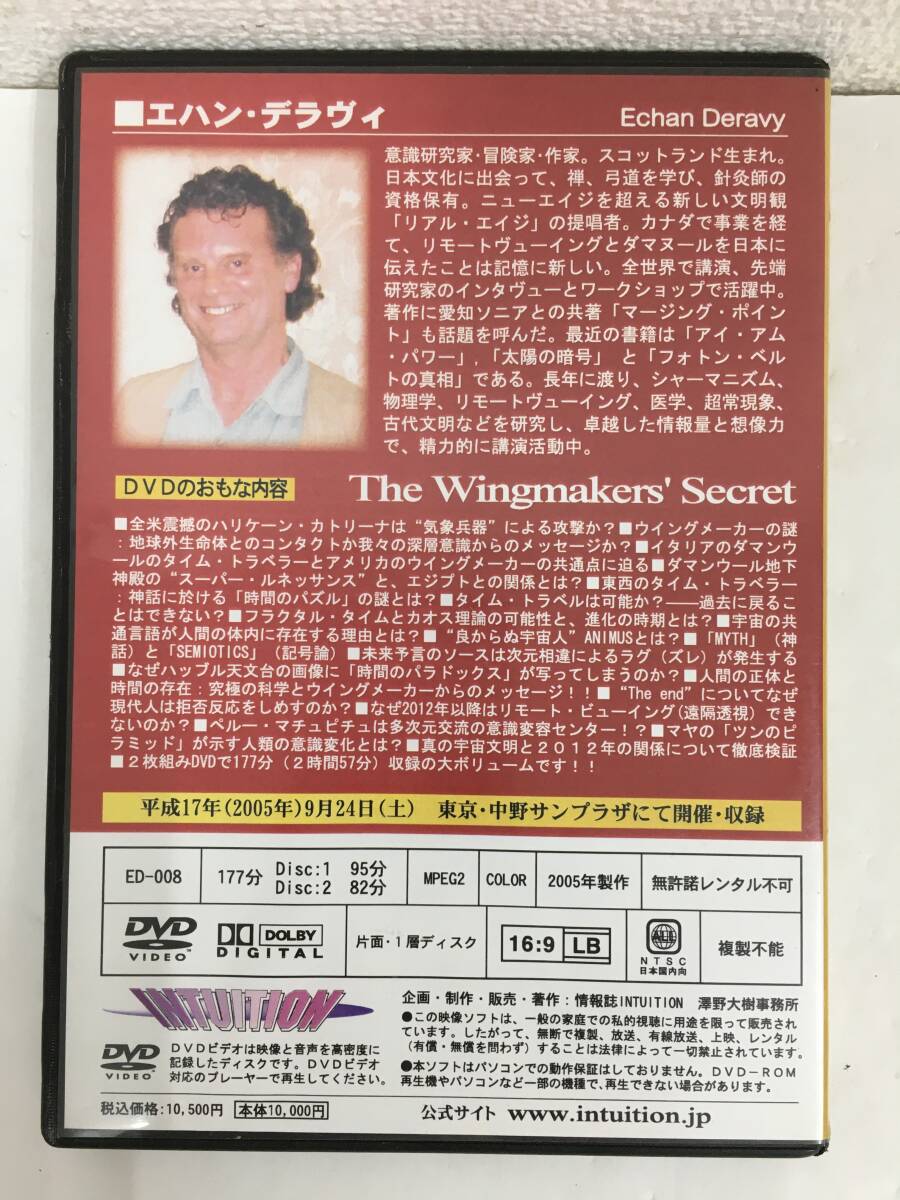 ■エハン・デラヴィ
Echan Deravy
意識研究家・冒険家・作家。スコットランド生まれ。
日本文化に出会って、禅、弓道を学び、針灸師の
資格保有。ニューエイジを超える新しい文明観
「リアル・エイジ」の提唱者。カナダで事業を経
て、リモートヴューイングとダマヌールを日本に
伝えたことは記憶に新しい。全世界で講演、先端
研究家のインタヴューとワークショップで活躍中。
著作に愛知ソニアとの共著「マージング・ポイン
ト」も話題を呼んだ。最近の書籍は「アイ・アム
・パワー」,「太陽の暗号」 と「フォトン・ベル
トの真相」である。長年に渡り、シャーマニズム、
物理学、リモートヴューイング、医学、超常現象、
古代文明などを研究し、卓越した情報量と想像力
で、精力的に講演活動中。
DVDのおもな内容
The Wingmakers' Secret
■全米震撼のハリケーン・カトリーナは“気象兵器”による攻撃か?■ウイングメーカーの謎
:地球外生命体とのコンタクトか我々の深層意識からのメッセージか?■イタリアのダマンウ
ールのタイム・トラベラーとアメリカのウイングメーカーの共通点に迫る■ダマンウール地下
神殿の“スーパー・ルネッサンス”と、エジプトとの関係とは?■東西のタイム・トラベラー
:神話に於ける「時間のパズル」の謎とは?■タイム・トラベルは可能か?――過去に戻るこ
とはできない?■フラクタル・タイムとカオス理論の可能性と、進化の時期とは?■宇宙の共
通言語が人間の体内に存在する理由とは?■“良からぬ宇宙人”ANIMUSとは?■「MYTH」(神
話)と「SEMIOTICS」(記号論)■未来予言のソースは次元相違によるラグ(ズレ)が発生する
■なぜハッブル天文台の画像に「時間のパラドックス」が写ってしまうのか?■人間の正体と
時間の存在:究極の科学とウイングメーカーからのメッセージ!!■“The end”についてなぜ
現代人は拒否反応をしめすのか?■なぜ2012年以降はリモート・ビューイング(遠隔透視)でき
ないのか?■ペルー・マチュピチュは多次元交流の意識変容センター!?■マヤの「ツンのピ
ラミッド」が示す人類の意識変化とは?■真の宇宙文明と2012年の関係について徹底検証
■2枚組みDVDで177分(2時間57分)収録の大ボリュームです!!
平成17年(2005年)9月24日(土) 東京・中野サンプラザにて開催・収録
ED-008
177分
Disc:1 95分
Disc:2 82分
MPEG2
COLOR
2005年製作
無許諾レンタル不可
DVD
VIDEO
DOLBY
DIGITAL
片面・1層ディスク
16:9 LB
ALL
NTSC
日本国内向
複製不能
INTUITION
企画・制作・販売・著作:情報誌INTUITION 澤野大樹事務所
●この映像ソフトは、一般の家庭での私的視聴に用途を限って販売され
ています。したがって、無断で複製、放送、有線放送、上映、レンタル
(有償・無償を問わず)することは法律によって一切禁止されています。
●本ソフトはパソコンでの動作保証はしておりません。DVD-ROM
再生機やパソコンなど一部の機種で、再生できない場合があります。
DVD
VIDEO
DVDビデオは映像と音声を高密度に
記録したディスクです。DVDビデオ
対応のプレーヤーで再生してください。
税込価格:10,500円 本体10,000円
公式サイト www.intuition.jp